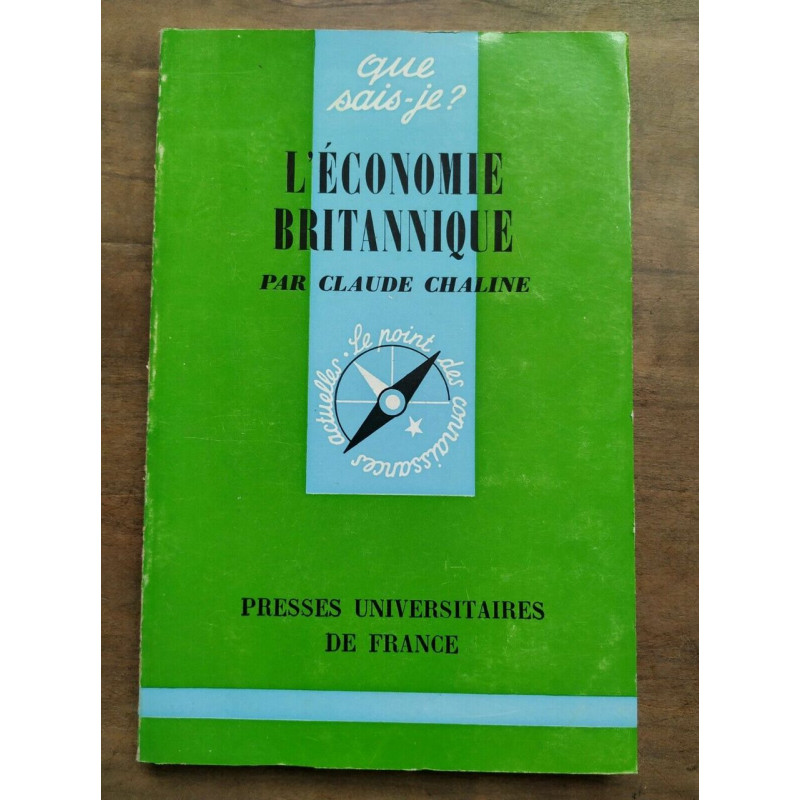 que
sais-je?
L'ÉCONOMIE
BRITANNIQUE
PAR CLAUDE CHALINE
Le point des connaissances actuelles.
PRESSES UNIVERSITAIRES
DE FRANCE